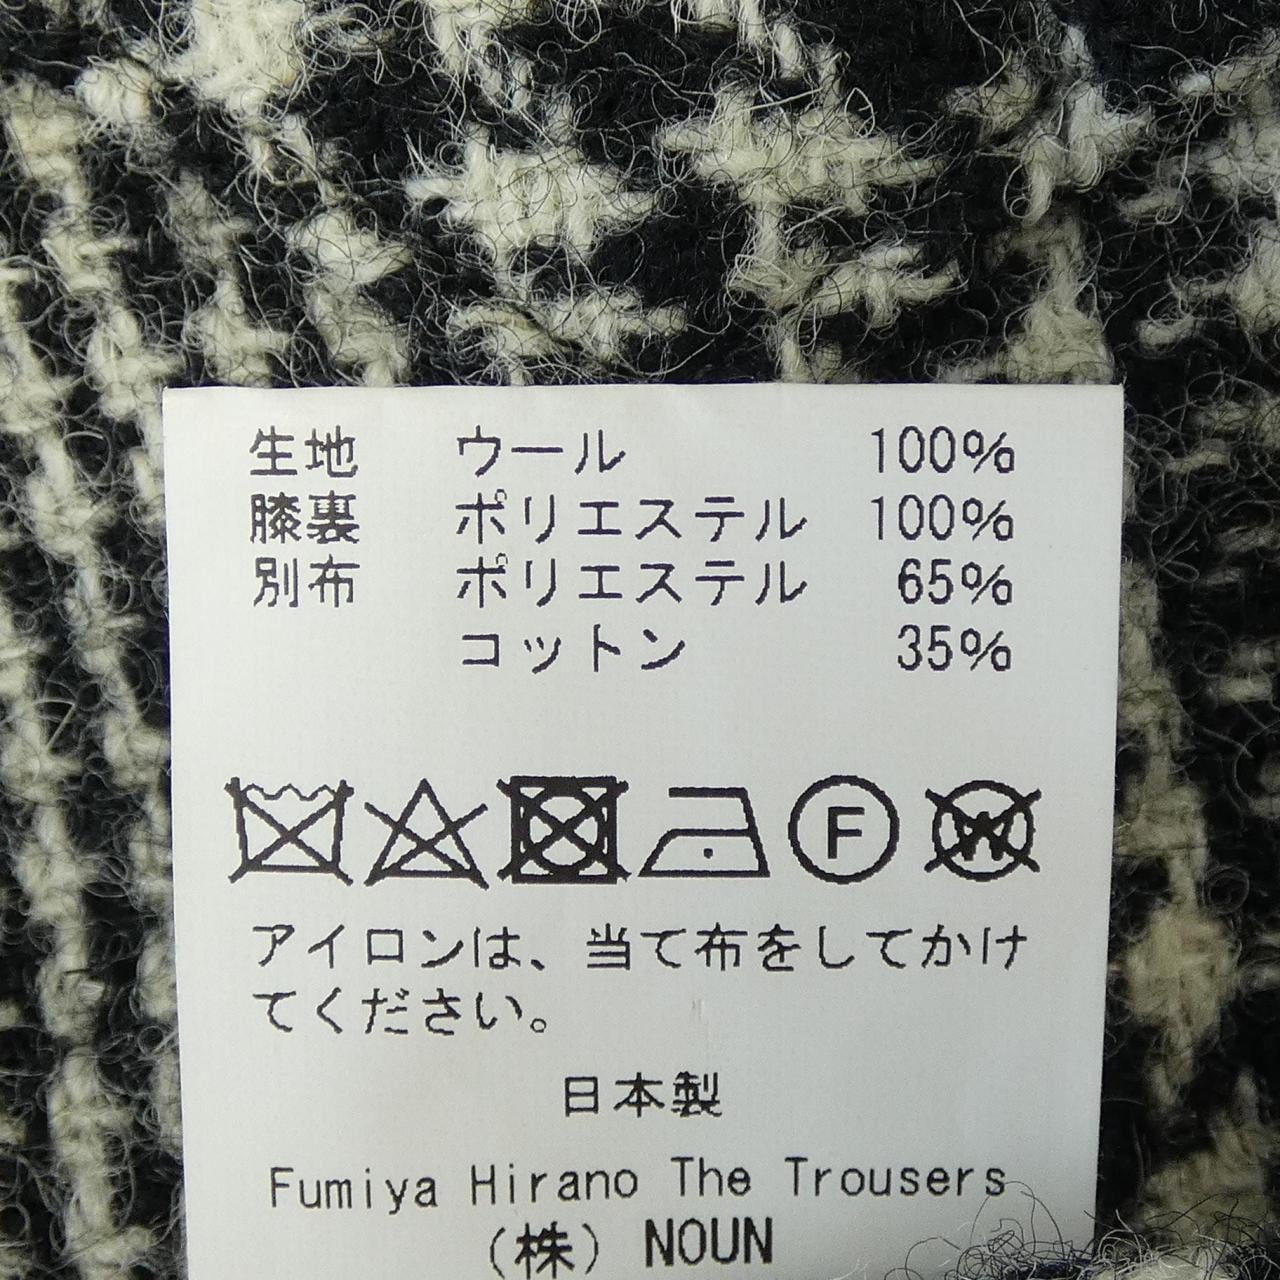 生地 ウール 100%
膝裏 ポリエステル 100%
別布 ポリエステル 65%
コットン 35%
F
W
アイロンは、当て布をしてかけ
てください。
日本製
Fumiya Hirano The Trousers
(株) NOUN